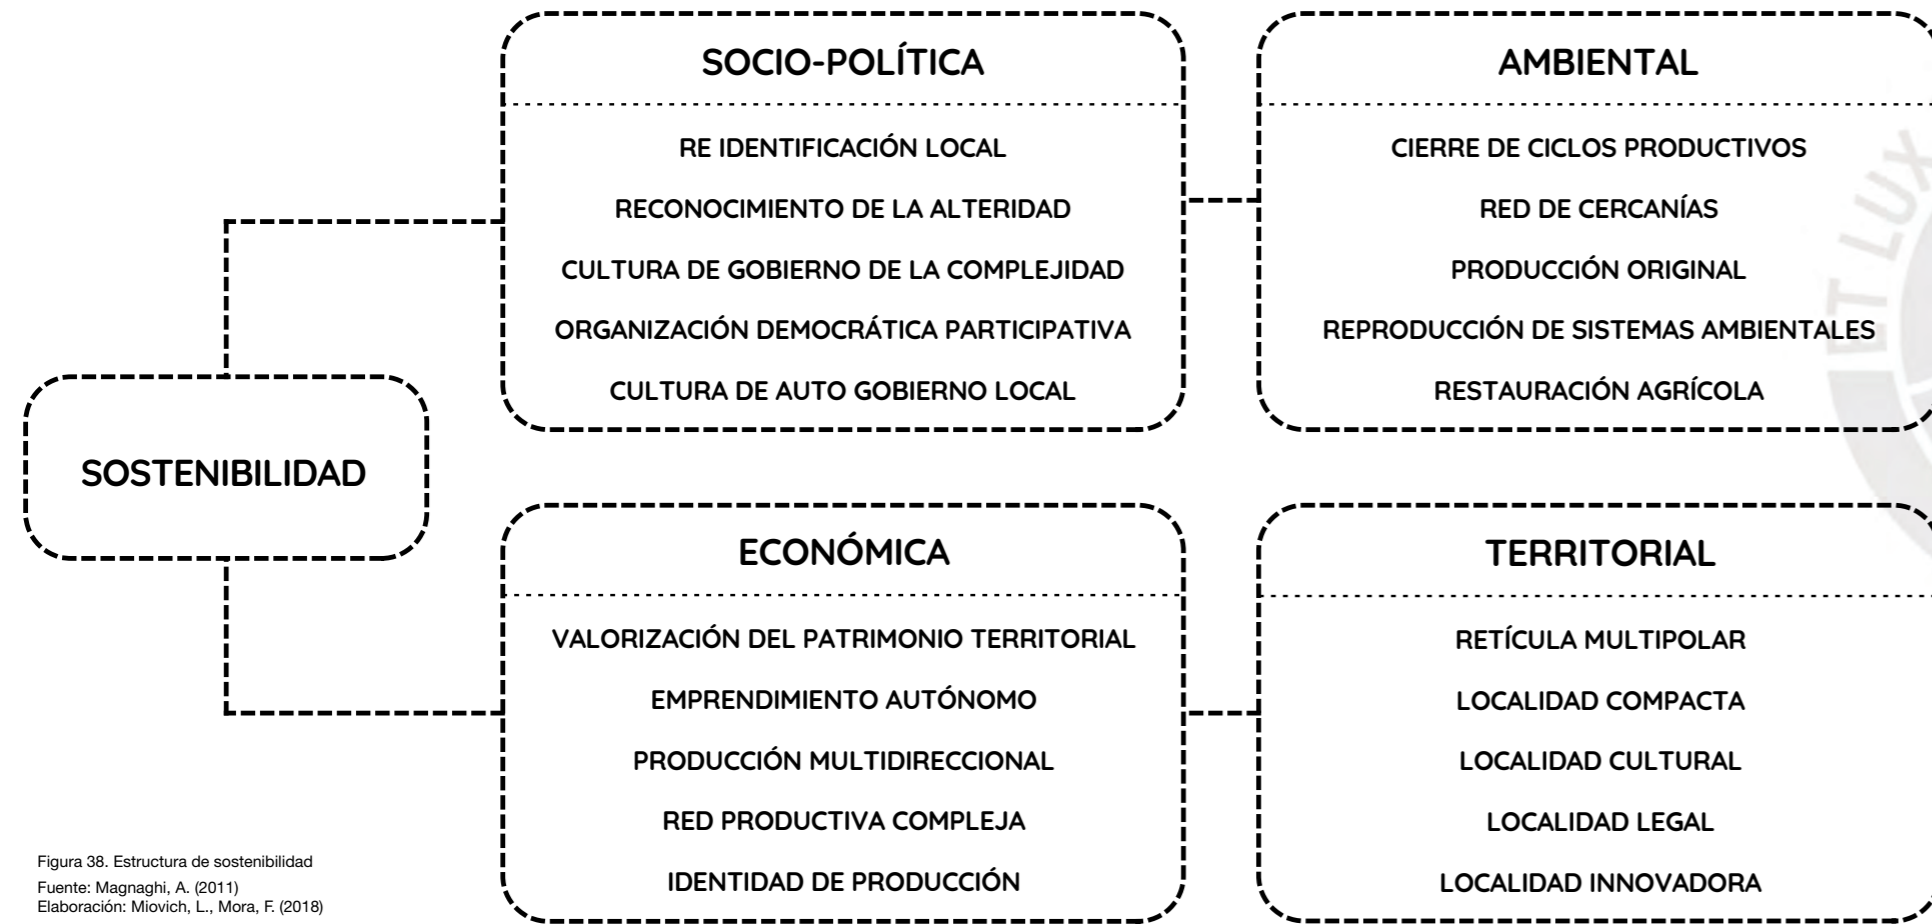 SOSTENIBILIDAD
SOCIO-POLÍTICA
RE IDENTIFICACIÓN LOCAL
RECONOCIMIENTO DE LA ALTERIDAD
CULTURA DE GOBIERNO DE LA COMPLEJIDAD
ORGANIZACIÓN DEMOCRÁTICA PARTICIPATIVA
CULTURA DE AUTO GOBIERNO LOCAL
AMBIENTAL
CIERRE DE CICLOS PRODUCTIVOS
RED DE CERCANÍAS
PRODUCCIÓN ORIGINAL
REPRODUCCIÓN DE SISTEMAS AMBIENTALES
RESTAURACIÓN AGRÍCOLA
ECONÓMICA
VALORIZACIÓN DEL PATRIMONIO TERRITORIAL
EMPRENDIMIENTO AUTÓNOMO
PRODUCCIÓN MULTIDIRECCIONAL
RED PRODUCTIVA COMPLEJA
IDENTIDAD DE PRODUCCIÓN
TERRITORIAL
RETÍCULA MULTIPOLAR
LOCALIDAD COMPACTA
LOCALIDAD CULTURAL
LOCALIDAD LEGAL
LOCALIDAD INNOVADORA
Figura 38. Estructura de sostenibilidad
Fuente: Magnaghi, A. (2011)
Elaboración: Miovich, L., Mora, F. (2018)
ET LUX